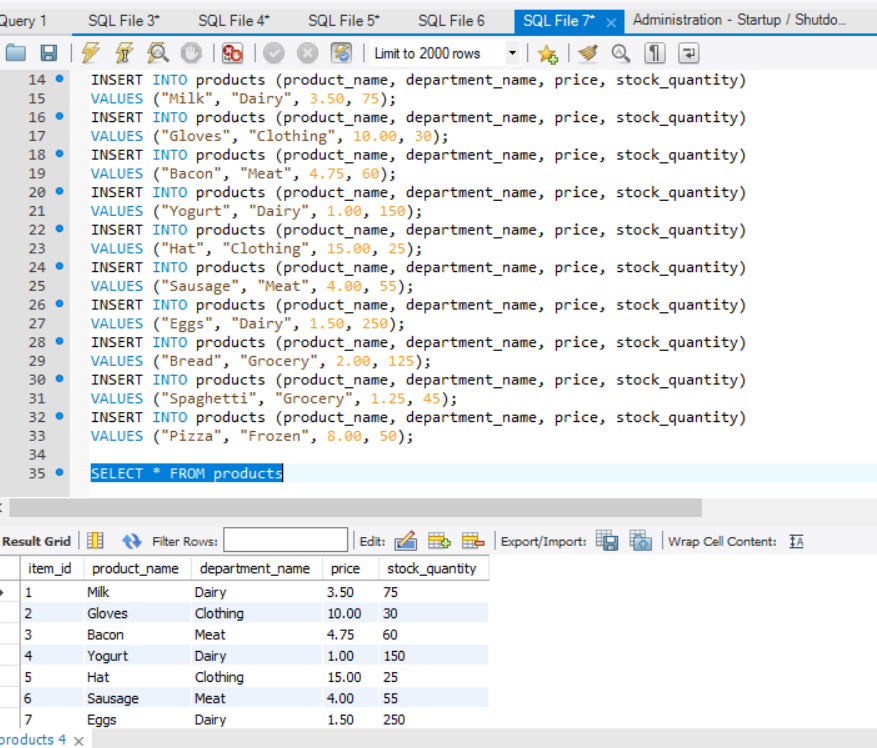 Query 1 SQL File 3* SQL File 4* SQL File 5* SQL File 6 SQL File 7* × Administration - Startup / Shutdo...
Limit to 2000 rows
14 INSERT INTO products (product_name, department_name, price, stock_quantity)
15 VALUES ("Milk", "Dairy", 3.50, 75);
16 INSERT INTO products (product_name, department_name, price, stock_quantity)
17 VALUES ("Gloves", "Clothing", 10.00, 30);
18 INSERT INTO products (product_name, department_name, price, stock_quantity)
19 VALUES ("Bacon", "Meat", 4.75, 60);
20 INSERT INTO products (product_name, department_name, price, stock_quantity)
21 VALUES ("Yogurt", "Dairy", 1.00, 150);
22 INSERT INTO products (product_name, department_name, price, stock_quantity)
23 VALUES ("Hat", "Clothing", 15.00, 25);
24 INSERT INTO products (product_name, department_name, price, stock_quantity)
25 VALUES ("Sausage", "Meat", 4.00, 55);
26 INSERT INTO products (product_name, department_name, price, stock_quantity)
27 VALUES ("Eggs", "Dairy", 1.50, 250);
28 INSERT INTO products (product_name, department_name, price, stock_quantity)
29 VALUES ("Bread", "Grocery", 2.00, 125);
30 INSERT INTO products (product_name, department_name, price, stock_quantity)
31 VALUES ("Spaghetti", "Grocery", 1.25, 45);
32 INSERT INTO products (product_name, department_name, price, stock_quantity)
33 VALUES ("Pizza", "Frozen", 8.00, 50);
34
35 SELECT * FROM products
Result Grid Filter Rows: Edit: Export/Import: Wrap Cell Content: IA
item_id product_name department_name price stock_quantity
1 Milk Dairy 3.50 75
2 Gloves Clothing 10.00 30
3 Bacon Meat 4.75 60
4 Yogurt Dairy 1.00 150
5 Hat Clothing 15.00 25
6 Sausage Meat 4.00 55
7 Eggs Dairy 1.50 250
products 4 ×